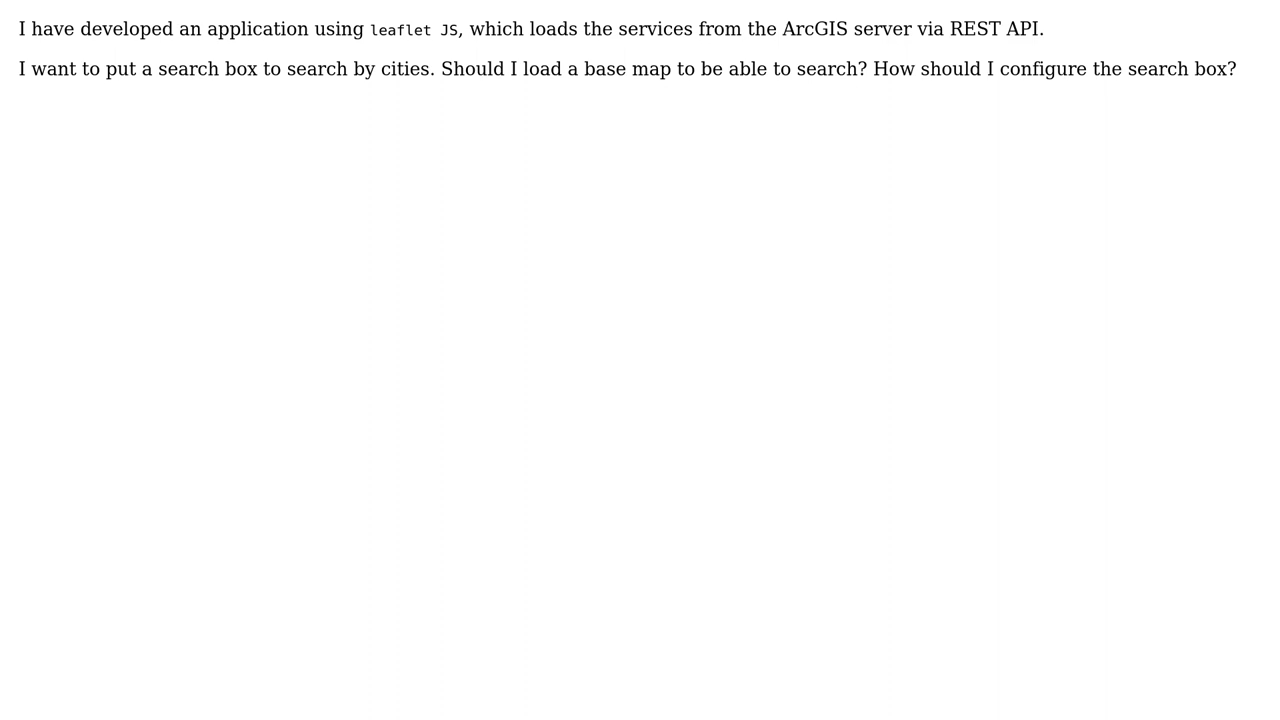 I have developed an application using leaflet JS, which loads the services from the ArcGIS server via REST API.
I want to put a search box to search by cities. Should I load a base map to be able to search? How should I configure the search box?